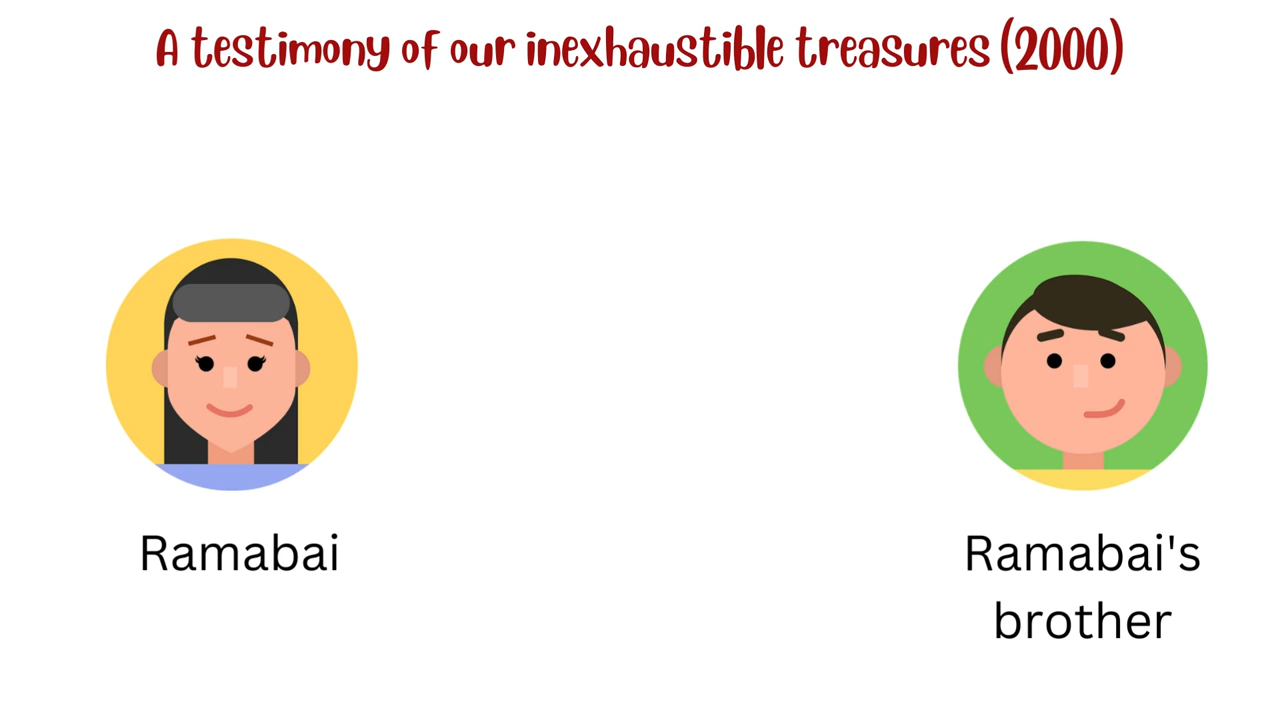 A testimony of our inexhaustible treasures (2000)
Ramabai
Ramabai's
brother